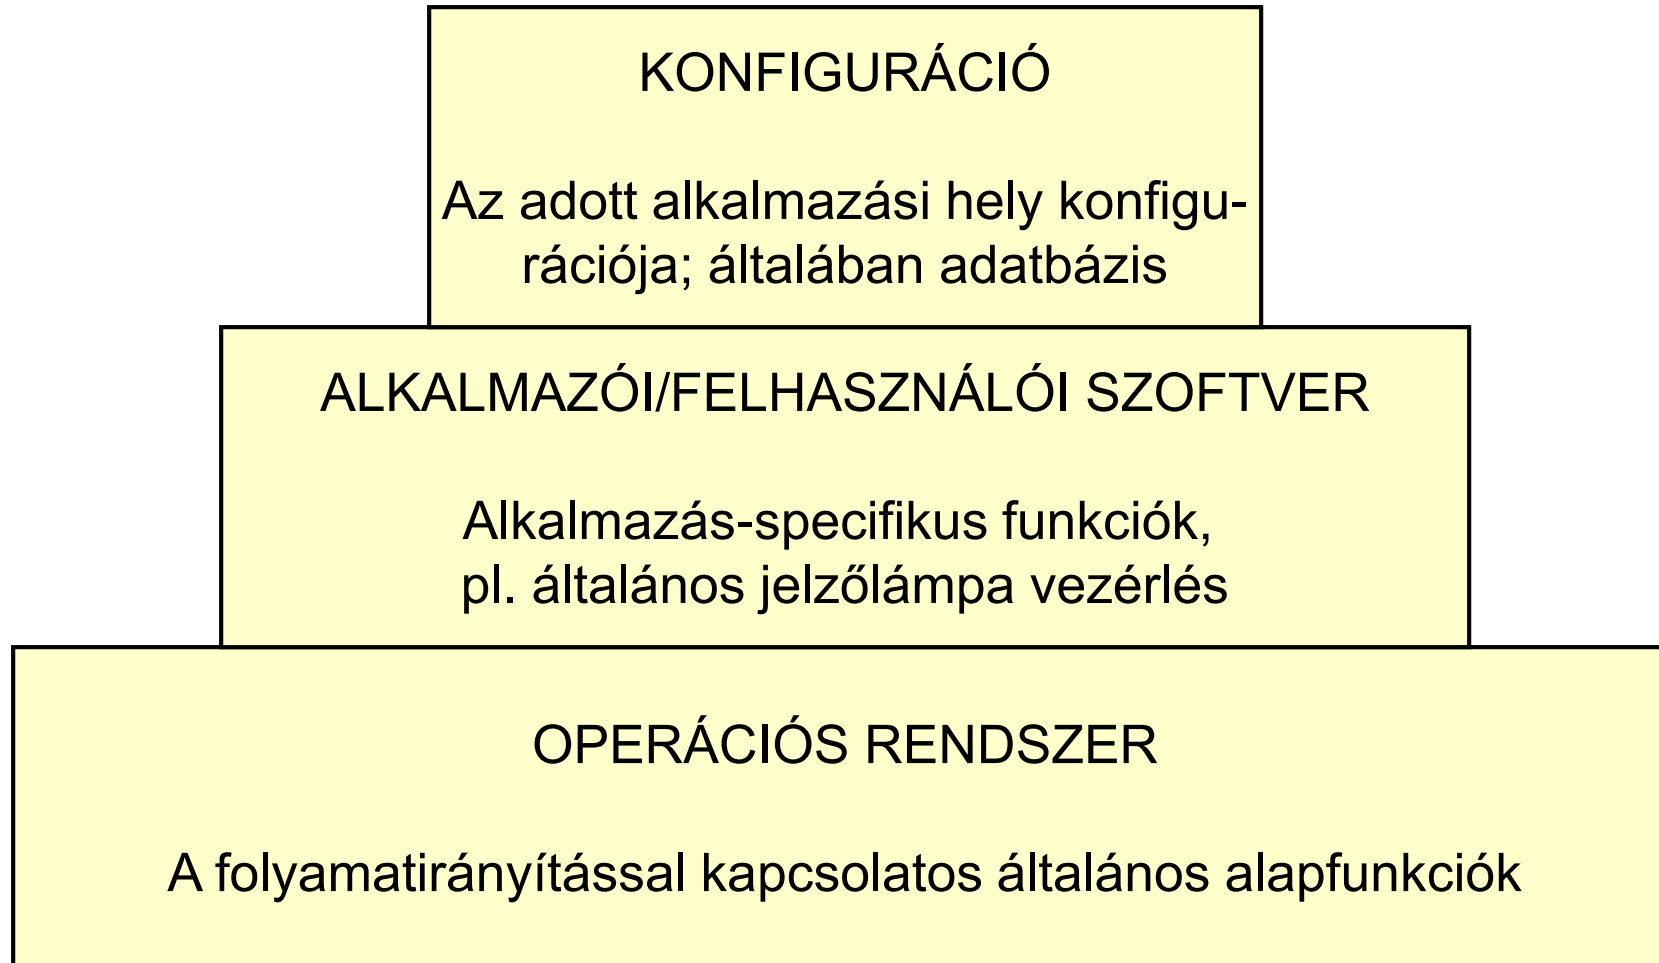 KONFIGURÁCIÓ
Az adott alkalmazási hely konfigu-
rációja; általában adatbázis
ALKALMAZÓI/FELHASZNÁLÓI SZOFTVER
Alkalmazás-specifikus funkciók,
pl. általános jelzőlámpa vezérlés
OPERÁCIÓS RENDSZER
A folyamatirányítással kapcsolatos általános alapfunkciók